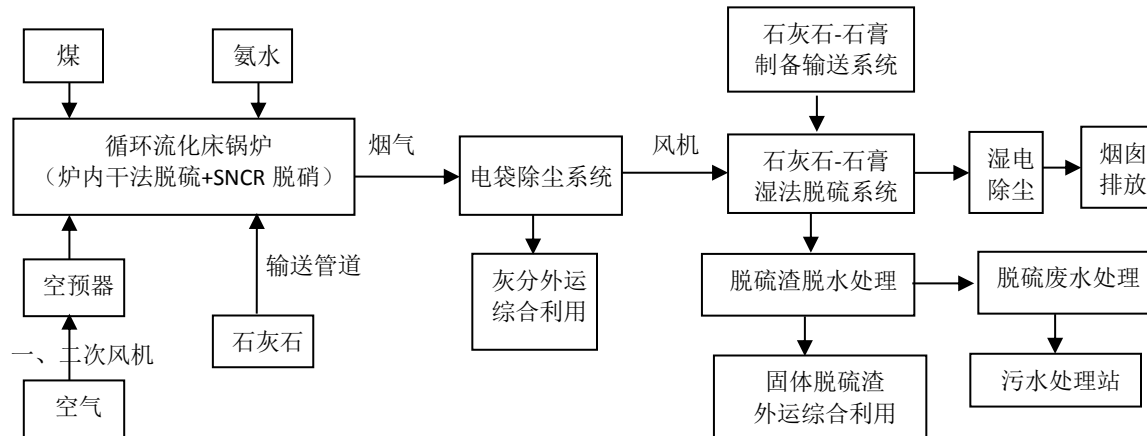 煤
氨水
石灰石-石膏
制备输送系统
循环流化床锅炉
（炉内干法脱硫+SNCR 脱硝）
烟气
电袋除尘系统
风机
石灰石-石膏
湿法脱硫系统
湿电
除尘
烟囱
排放
空预器
输送管道
灰分外运
综合利用
脱硫渣脱水处理
脱硫废水处理
石灰石
一、二次风机
空气
固体脱硫渣
外运综合利用
污水处理站